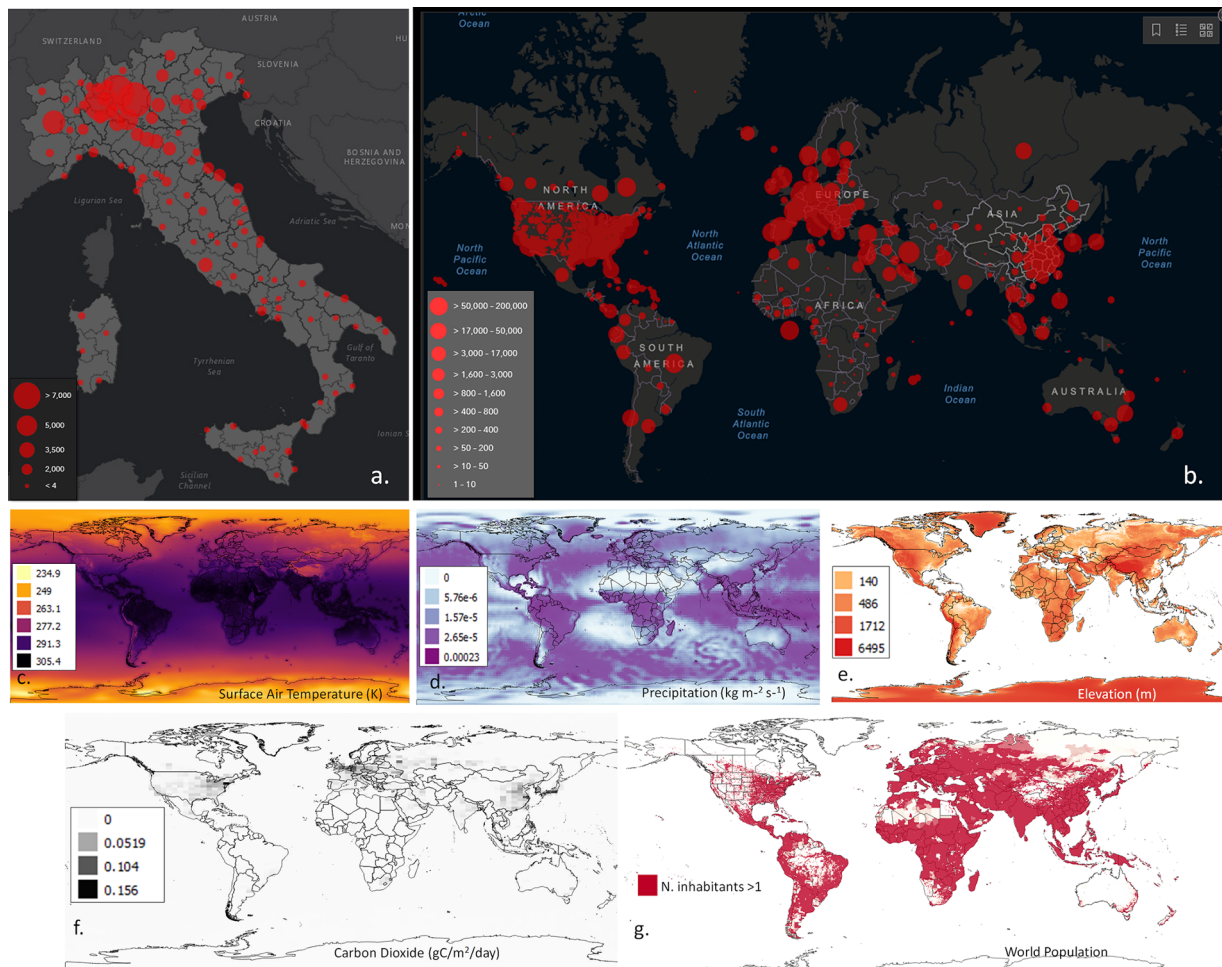 AUSTRIA
SWITZERLAND
HU
SLOVENIA
CROATIA
BOSNIA AND
HERZEGOVINA
Ligurian Sea
Adriatic Sea
MON
Tyrrhenian
Sea
Gulf of
Taranto
Ionian S
Sicilian
Channel
> 7,000
5,000
3,500
2,000
< 4
a.
Arctic
Ocean
NORTH
AMERICA
EUROPE
ASIA
North
Pacific
Ocean
North
Atlantic
Ocean
North
Pacific
Ocean
AFRICA
SOUTH
AMERICA
Indian
Ocean
AUSTRALIA
South
Atlantic
Ocean
> 50,000 - 200,000
> 17,000 - 50,000
> 3,000 - 17,000
> 1,600 - 3,000
> 800 - 1,600
> 400 - 800
> 200 - 400
> 50 - 200
> 10 - 50
1 - 10
b.
234.9
249
263.1
277.2
291.3
305.4
c.
Surface Air Temperature (K)
0
5.76e-6
1.57e-5
2.65e-5
0.00023
d.
Precipitation (kg m-2 s-1)
140
486
1712
6495
e.
Elevation (m)
0
0.0519
0.104
0.156
f.
Carbon Dioxide (gC/m²/day)
N. inhabitants >1
g.
World Population